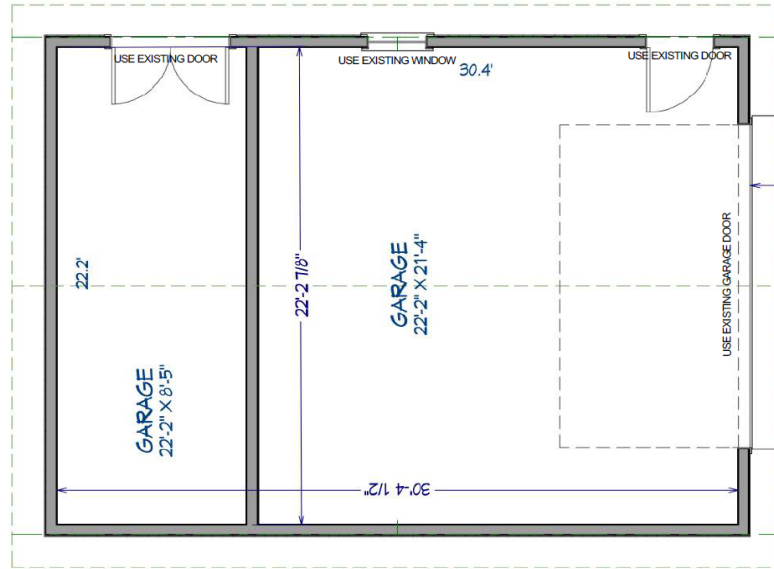 USE EXISTING DOOR
USE EXISTING WINDOW
30.4'
USE EXISTING DOOR
22.2'
22'-2 7/8"
GARAGE
22'-2" X 21'-4"
USE EXISTING GARAGE DOOR
GARAGE
22'-2" X 8'-5"
30'-4 1/2"